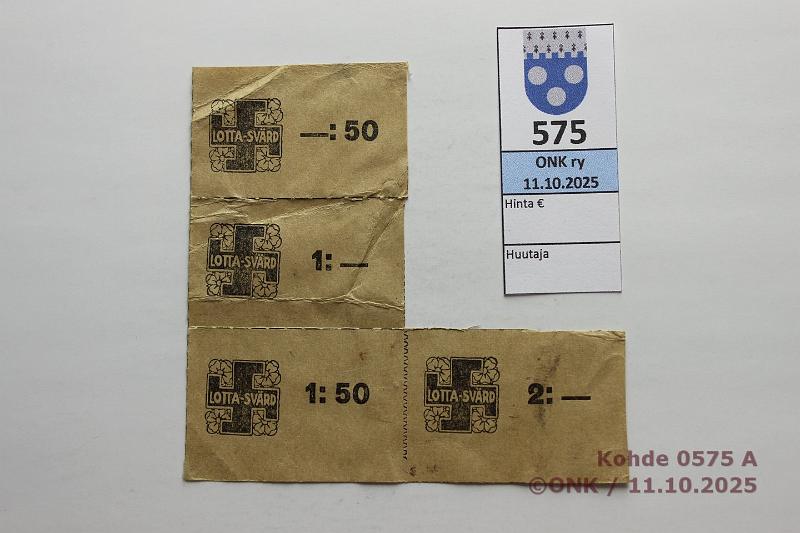 LOTTA-SVÄRD —: 50
LOTTA-SVÄRD 1: —
LOTTA-SVÄRD 1: 50
LOTTA-SVÄRD 2: —
575
ONK ry
11.10.2025
Hinta €
Huutaja
Kohde 0575 A
©ONK / 11.10.2025